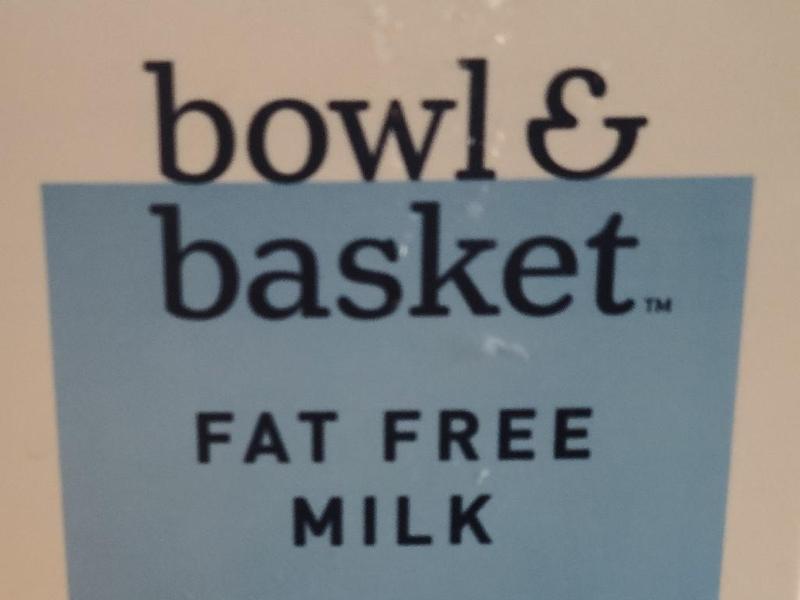 bowl &
basket™
FAT FREE
MILK